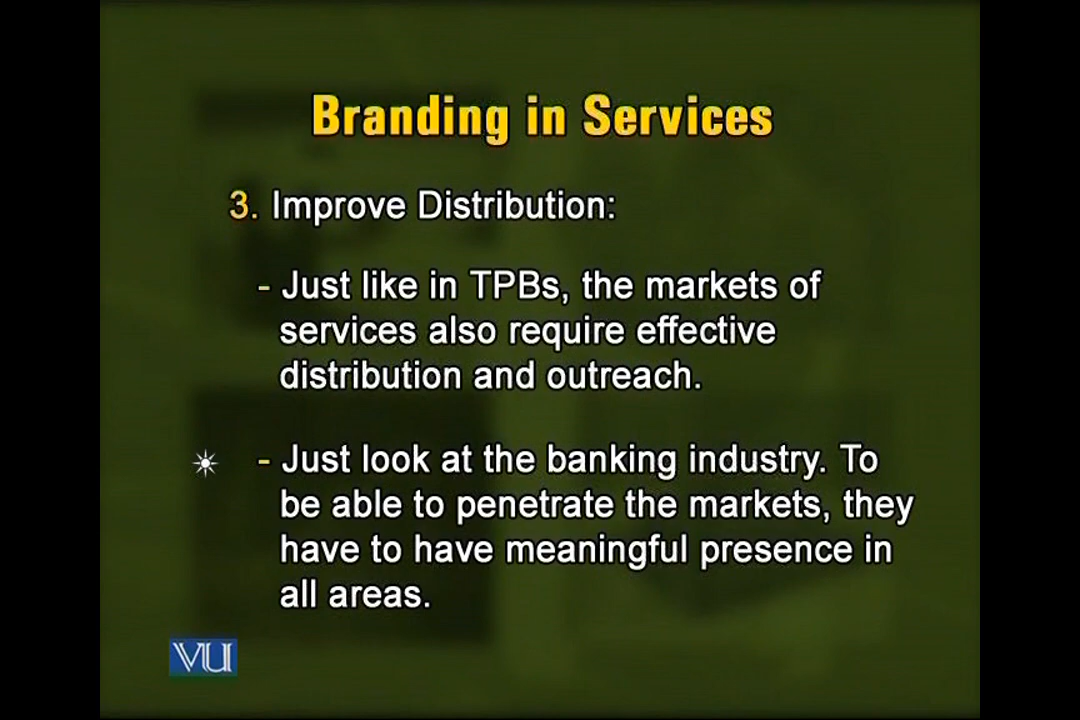 Branding in Services
3. Improve Distribution:
- Just like in TPBs, the markets of
services also require effective
distribution and outreach.
- Just look at the banking industry. To
be able to penetrate the markets, they
have to have meaningful presence in
all areas.
VU